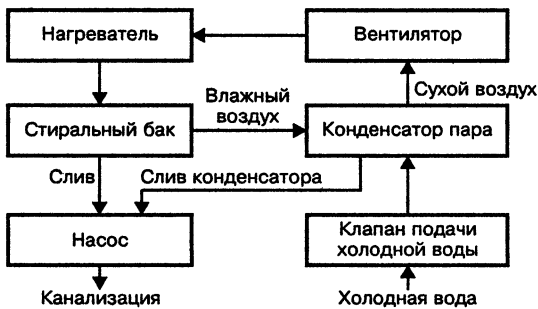 Нагреватель
Вентилятор
Сухой воздух
Влажный
воздух
Стиральный бак
Конденсатор пара
Слив
Слив конденсатора
Насос
Клапан подачи
холодной воды
Канализация
Холодная вода